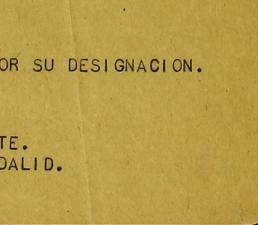 OR SU DESIGNACION.
TE.
DALID.